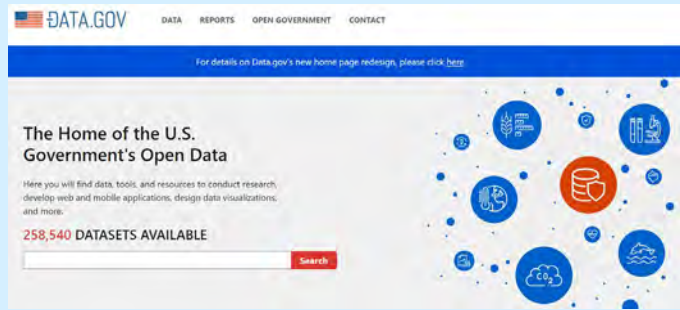 DATA.GOV
DATA REPORTS OPEN GOVERNMENT CONTACT
For details on Data.gov's new home page redesign, please click here.
The Home of the U.S.
Government's Open Data
Here you will find data, tools, and resources to conduct research,
develop web and mobile applications, design data visualizations,
and more.
258,540 DATASETS AVAILABLE
Search
CO2